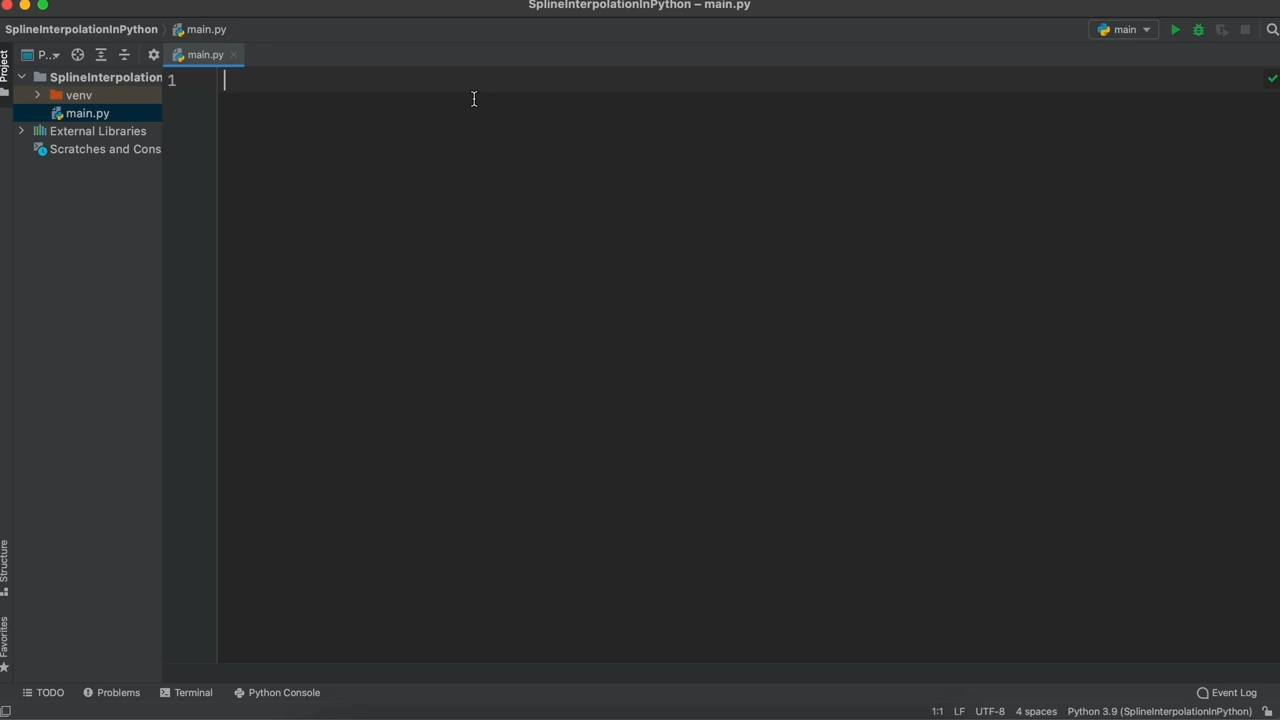 SplineInterpolationInPython – main.py
SplineInterpolationInPython
main.py
main
Project
P...
main.py
SplineInterpolation
1
venv
main.py
External Libraries
Scratches and Cons
Structure
Favorites
TODO
Problems
Terminal
Python Console
Event Log
1:1
LF
UTF-8
4 spaces
Python 3.9 (SplineInterpolationInPython)